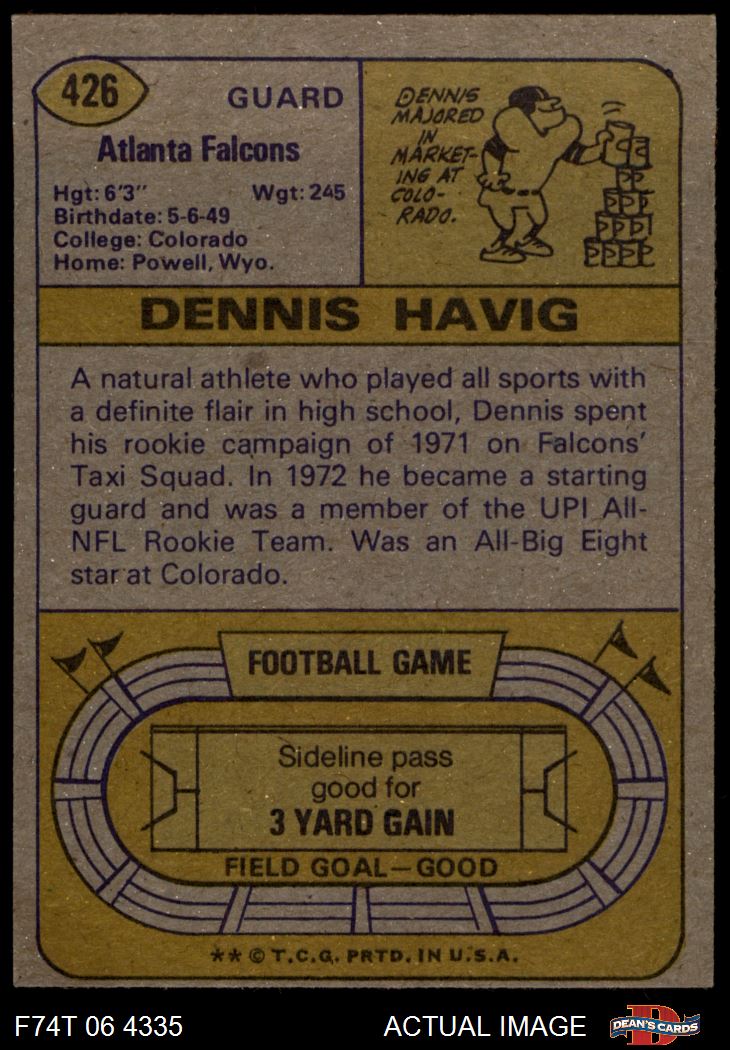 426
GUARD
Atlanta Falcons
Hgt: 6'3" Wgt: 245
Birthdate: 5-6-49
College: Colorado
Home: Powell, Wyo.
DENNIS
MAJORED
IN
MARKET-
ING AT
COLO-
RADO.
DENNIS HAVIG
A natural athlete who played all sports with
a definite flair in high school, Dennis spent
his rookie campaign of 1971 on Falcons'
Taxi Squad. In 1972 he became a starting
guard and was a member of the UPI All-
NFL Rookie Team. Was an All-Big Eight
star at Colorado.
FOOTBALL GAME
Sideline pass
good for
3 YARD GAIN
FIELD GOAL—GOOD
** © T.C.G. PRTD. IN U.S.A.
F74T 06 4335 ACTUAL IMAGE
D
DEAN'S CARDS